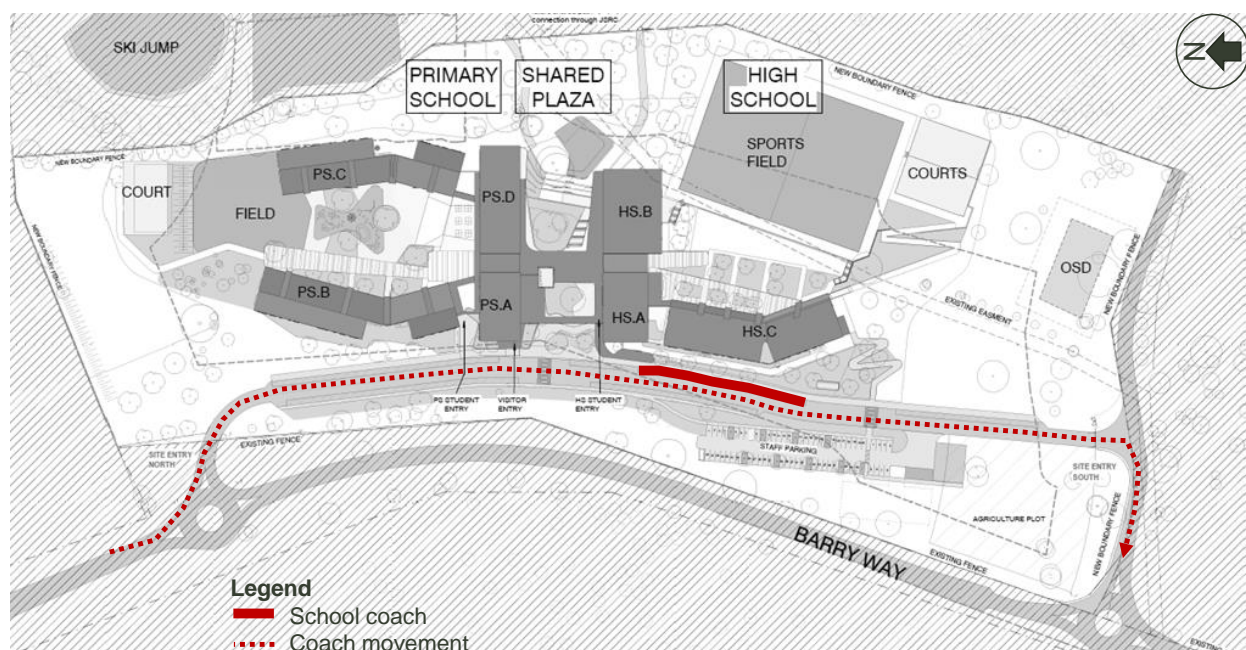 connection through JSRC
SKI JUMP
PRIMARY
SCHOOL
SHARED
PLAZA
HIGH
SCHOOL
N
NEW BOUNDARY FENCE
NEW BOUNDARY FENCE
COURT
FIELD
PS.C
PS.D
HS.B
SPORTS
FIELD
COURTS
OSD
NEW BOUNDARY FENCE
NEW BOUNDARY FENCE
PS.B
PS.A
HS.A
HS.C
EXISTING EASMENT
PS STUDENT
ENTRY
VISITOR
ENTRY
HS STUDENT
ENTRY
SITE ENTRY
NORTH
EXISTING FENCE
STAFF PARKING
SITE ENTRY
SOUTH
AGRICULTURE PLOT
NEW BOUNDARY FENCE
BARRY WAY
EXISTING FENCE
EXISTING
Legend
School coach
Coach movement